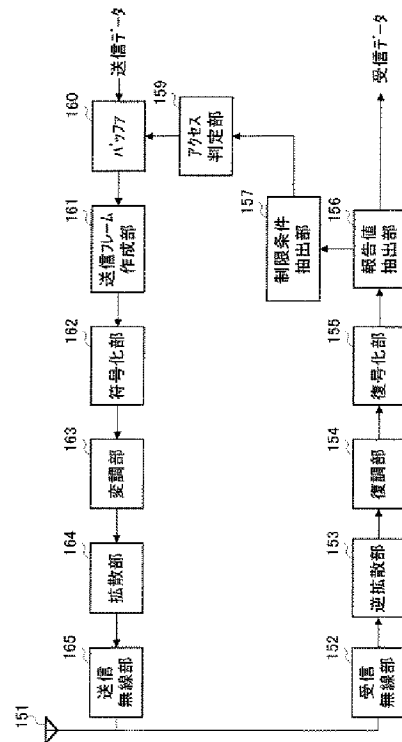 151
165
送信
無線部
164
拡散部
163
変調部
162
符号化部
161
送信フレーム
作成部
160
バッファ
送信データ
159
アクセス
判定部
157
制限条件
抽出部
152
受信
無線部
153
逆拡散部
154
復調部
155
復号化部
156
報告値
抽出部
受信データ